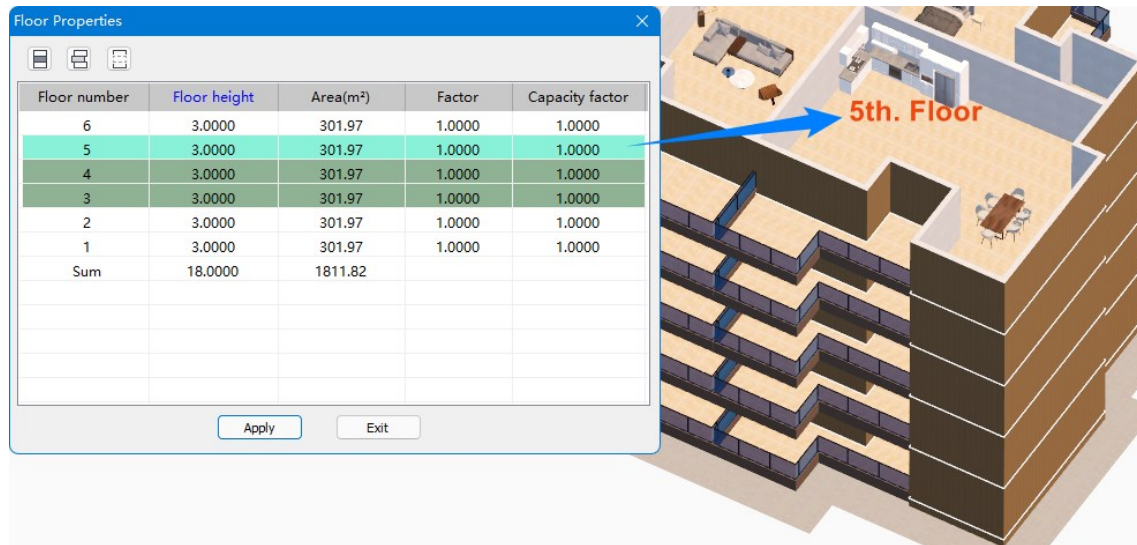 Floor Properties
Floor number Floor height Area(m²) Factor Capacity factor
6 3.0000 301.97 1.0000 1.0000
5 3.0000 301.97 1.0000 1.0000
4 3.0000 301.97 1.0000 1.0000
3 3.0000 301.97 1.0000 1.0000
2 3.0000 301.97 1.0000 1.0000
1 3.0000 301.97 1.0000 1.0000
Sum 18.0000 1811.82
Apply Exit
5th. Floor